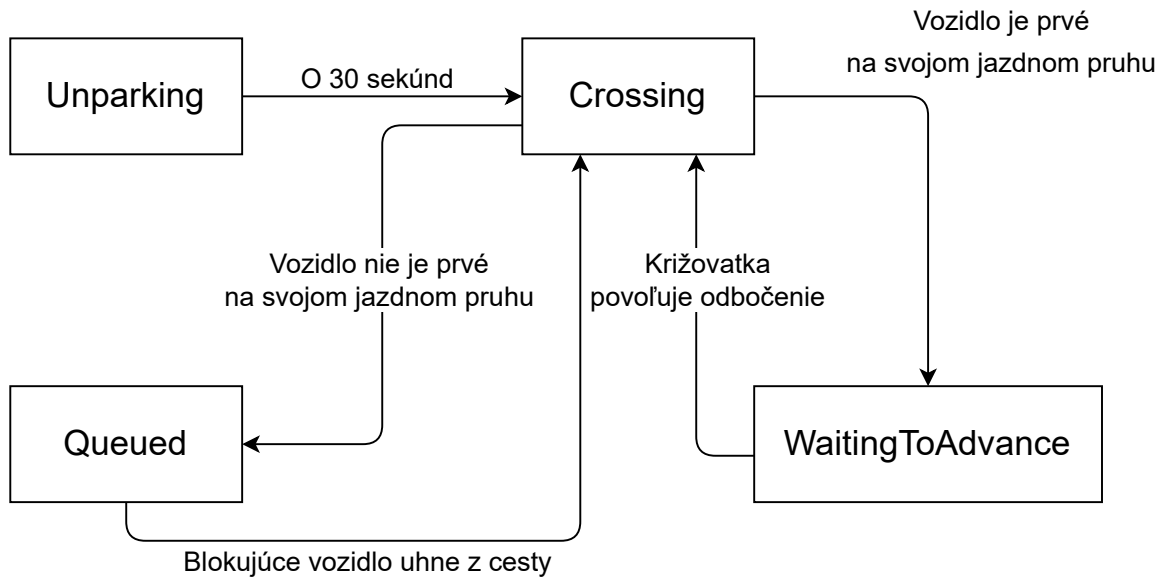 Vozidlo je prvé
na svojom jazdnom pruhu
Unparking
O 30 sekúnd
Crossing
Vozidlo nie je prvé
na svojom jazdnom pruhu
Križovatka
povoľuje odbočenie
Queued
WaitingToAdvance
Blokujúce vozidlo uhne z cesty